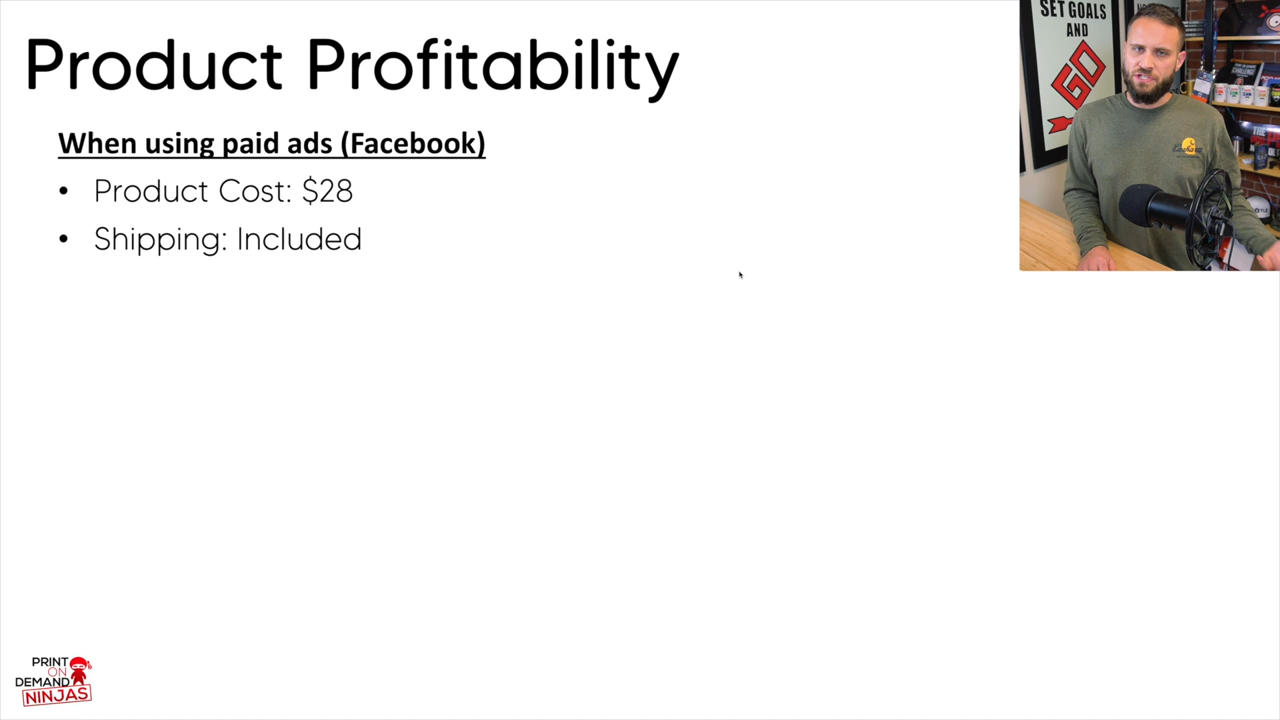 Product Profitability
When using paid ads (Facebook)
• Product Cost: $28
• Shipping: Included
SET GOALS
AND
GO
PRINT
ON
DEMAND
NINJAS